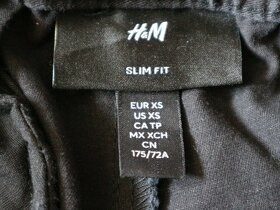 H&M
SLIM FIT
EUR XS
US XS
CA TP
MX XCH
CN
175/72A